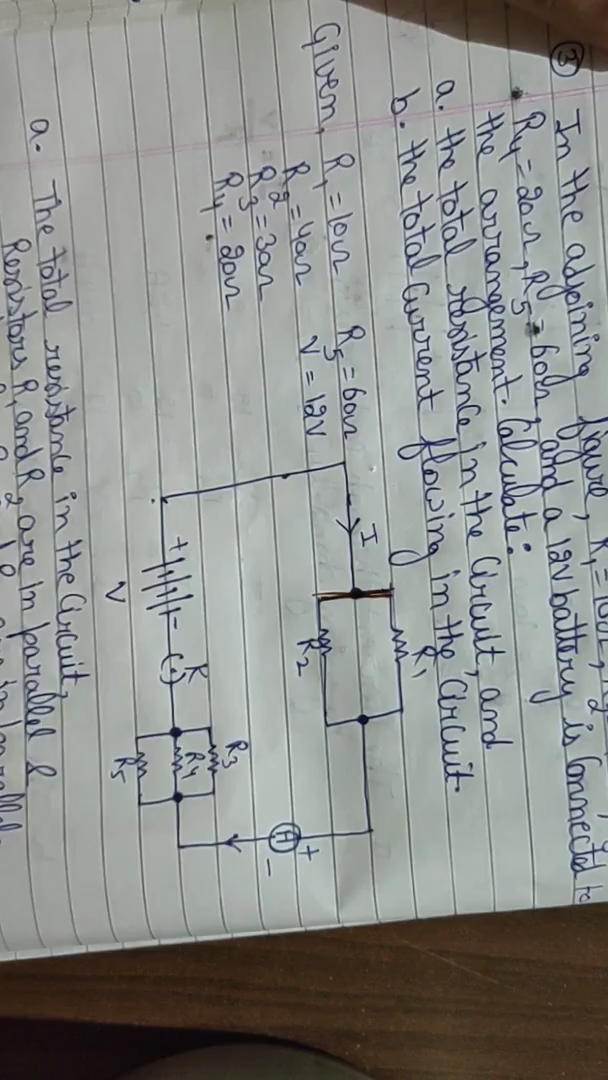 ③ In the adjoining figure, R1 = 10Ω,
R4 = 20Ω, R5 = 60Ω, and a 12V battery is Connected to
the arrangement. Calculate:
a. the total resistance in the Circuit, and
b. the total Current flowing in the Circuit.
Given, R1 = 10Ω R5 = 60Ω
R2 = 40Ω V = 12V
R3 = 30Ω
R4 = 20Ω
I
R1
R2
+
-
K
V
R3
R4
R5
+
-
a. The total resistance in the Circuit,
Resistors R1 and R2 are in parallel &